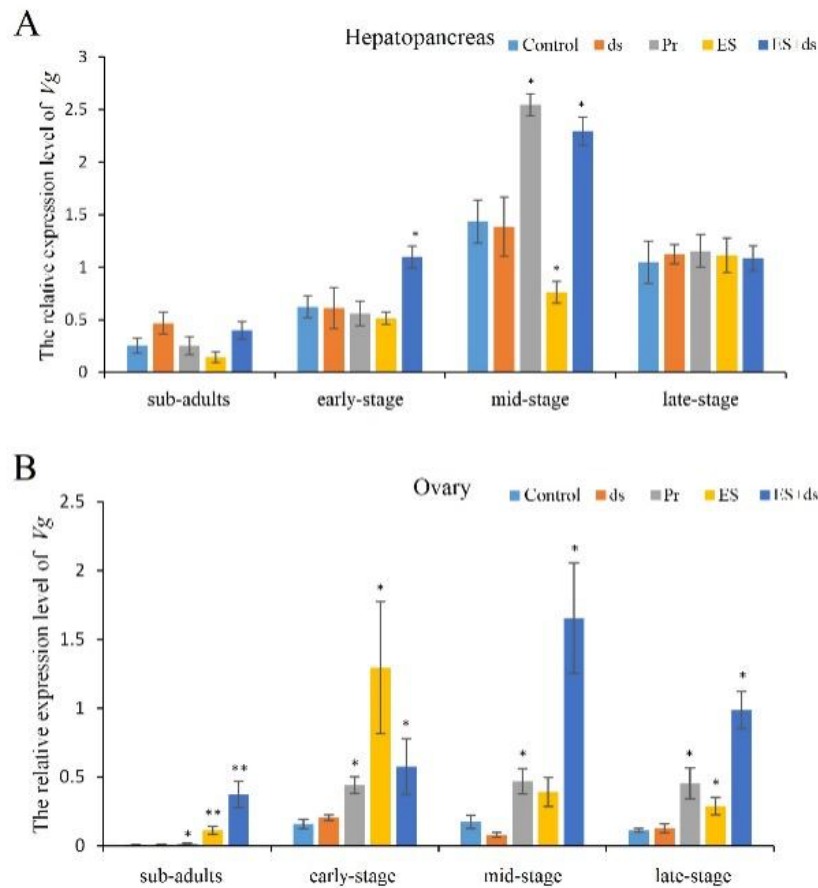 A
Hepatopancreas
Control ds Pr ES ES+ds
The relative expression level of Vg
3
2.5
2
1.5
1
0.5
0
* * * *
sub-adults early-stage mid-stage late-stage
B
Ovary
Control ds Pr ES ES+ds
The relative expression level of Vg
2.5
2
1.5
1
0.5
0
* ** ** * * * * * * * *
sub-adults early-stage mid-stage late-stage